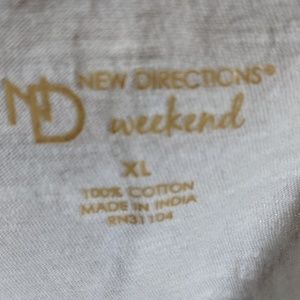 ND NEW DIRECTIONS®
weekend
XL
100% COTTON
MADE IN INDIA
RN31104